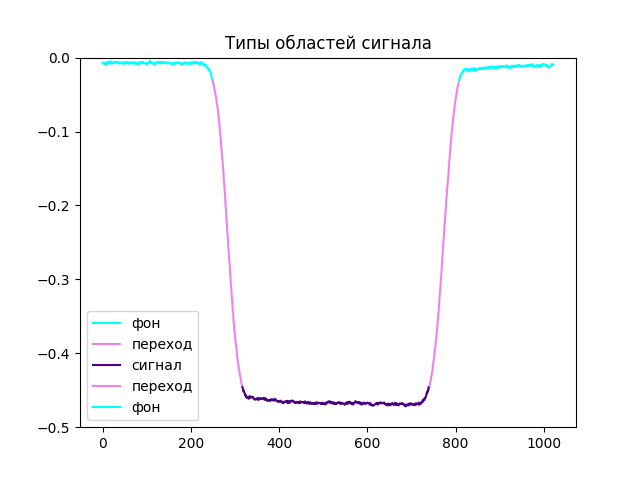 Типы областей сигнала
0.0
−0.1
−0.2
−0.3
−0.4
−0.5
фон
переход
сигнал
переход
фон
0 200 400 600 800 1000